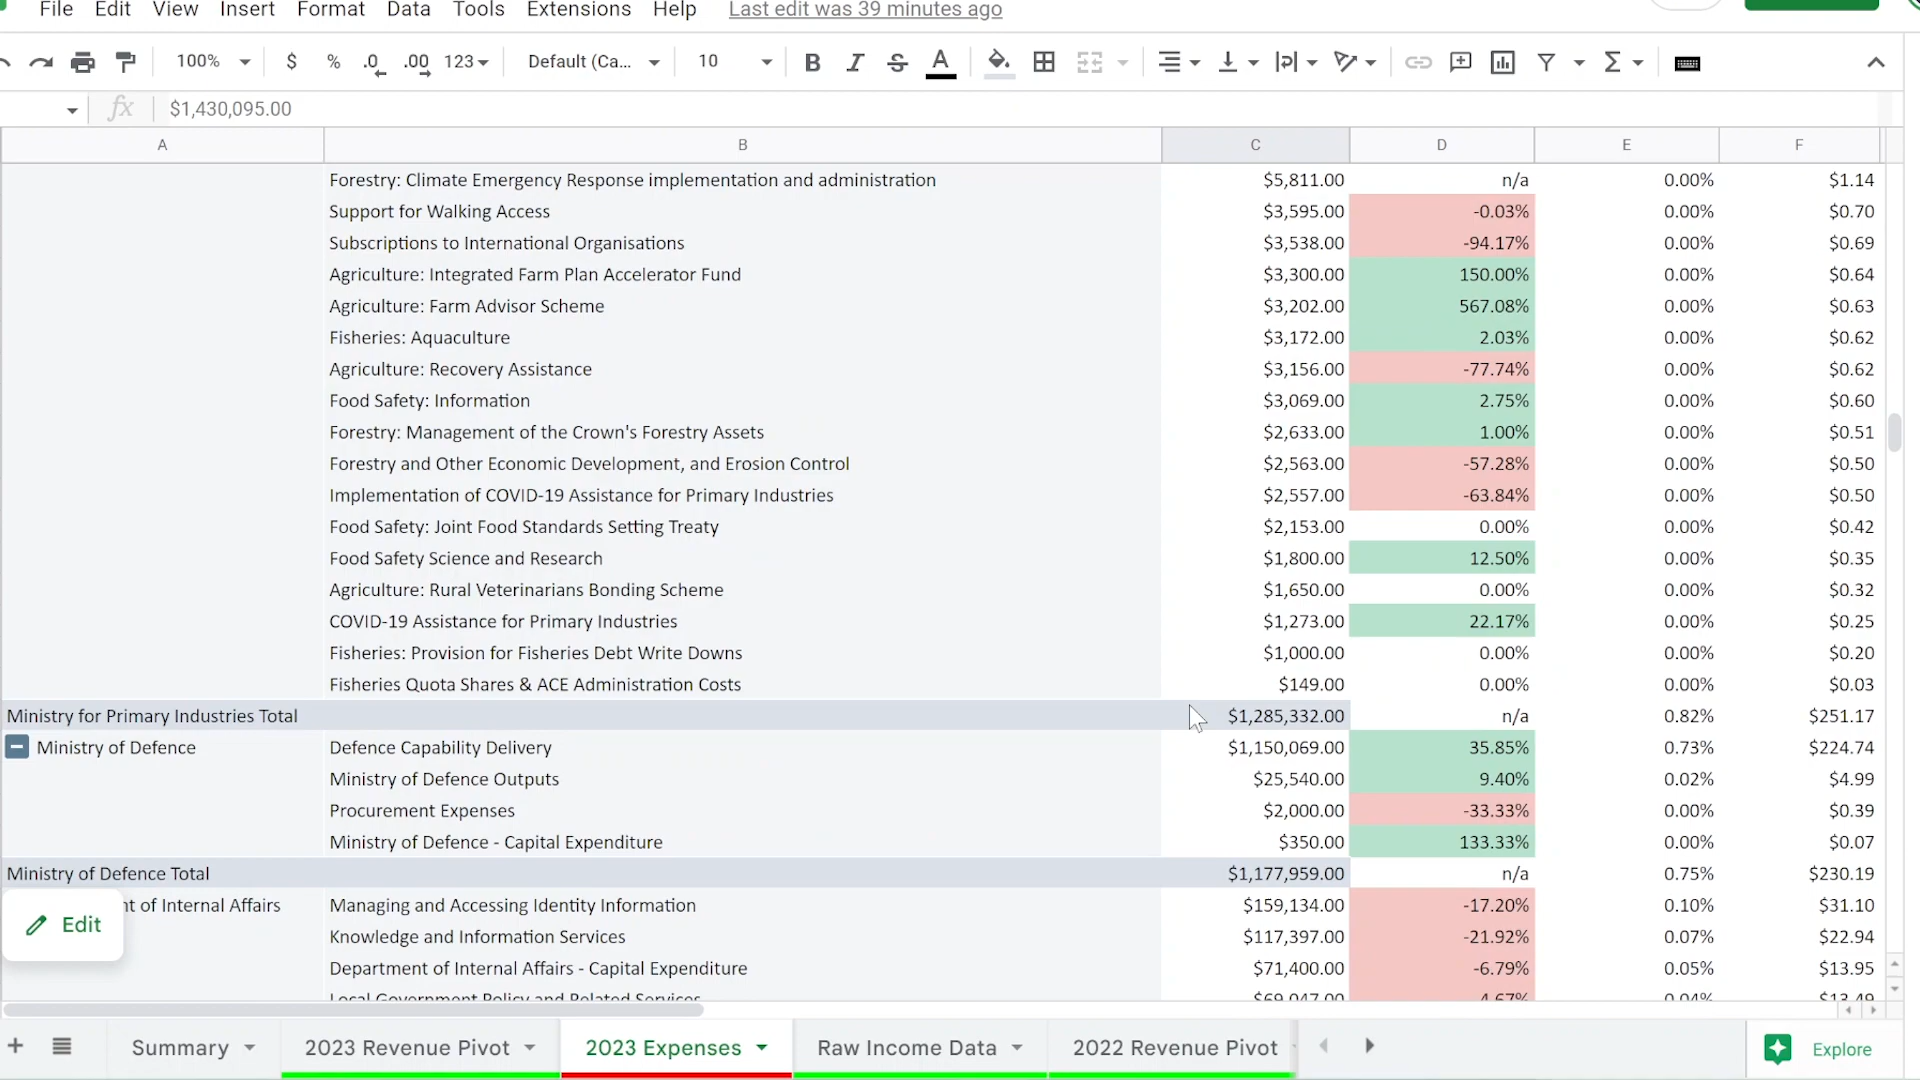 File Edit View Insert Format Data Tools Extensions Help Last edit was 39 minutes ago
100% $ % .0 .00 123 Default (Ca... 10 B I S A
fx $1,430,095.00
A B C D E F
Forestry: Climate Emergency Response implementation and administration $5,811.00 n/a 0.00% $1.14
Support for Walking Access $3,595.00 -0.03% 0.00% $0.70
Subscriptions to International Organisations $3,538.00 -94.17% 0.00% $0.69
Agriculture: Integrated Farm Plan Accelerator Fund $3,300.00 150.00% 0.00% $0.64
Agriculture: Farm Advisor Scheme $3,202.00 567.08% 0.00% $0.63
Fisheries: Aquaculture $3,172.00 2.03% 0.00% $0.62
Agriculture: Recovery Assistance $3,156.00 -77.74% 0.00% $0.62
Food Safety: Information $3,069.00 2.75% 0.00% $0.60
Forestry: Management of the Crown's Forestry Assets $2,633.00 1.00% 0.00% $0.51
Forestry and Other Economic Development, and Erosion Control $2,563.00 -57.28% 0.00% $0.50
Implementation of COVID-19 Assistance for Primary Industries $2,557.00 -63.84% 0.00% $0.50
Food Safety: Joint Food Standards Setting Treaty $2,153.00 0.00% 0.00% $0.42
Food Safety Science and Research $1,800.00 12.50% 0.00% $0.35
Agriculture: Rural Veterinarians Bonding Scheme $1,650.00 0.00% 0.00% $0.32
COVID-19 Assistance for Primary Industries $1,273.00 22.17% 0.00% $0.25
Fisheries: Provision for Fisheries Debt Write Downs $1,000.00 0.00% 0.00% $0.20
Fisheries Quota Shares & ACE Administration Costs $149.00 0.00% 0.00% $0.03
Ministry for Primary Industries Total $1,285,332.00 n/a 0.82% $251.17
Ministry of Defence Defence Capability Delivery $1,150,069.00 35.85% 0.73% $224.74
Ministry of Defence Outputs $25,540.00 9.40% 0.02% $4.99
Procurement Expenses $2,000.00 -33.33% 0.00% $0.39
Ministry of Defence - Capital Expenditure $350.00 133.33% 0.00% $0.07
Ministry of Defence Total $1,177,959.00 n/a 0.75% $230.19
t of Internal Affairs Managing and Accessing Identity Information $159,134.00 -17.20% 0.10% $31.10
Edit
Knowledge and Information Services $117,397.00 -21.92% 0.07% $22.94
Department of Internal Affairs - Capital Expenditure $71,400.00 -6.79% 0.05% $13.95
Local Government Policy and Related Services $69,047.00 4.67% 0.04% $13.49
Summary 2023 Revenue Pivot 2023 Expenses Raw Income Data 2022 Revenue Pivot Explore